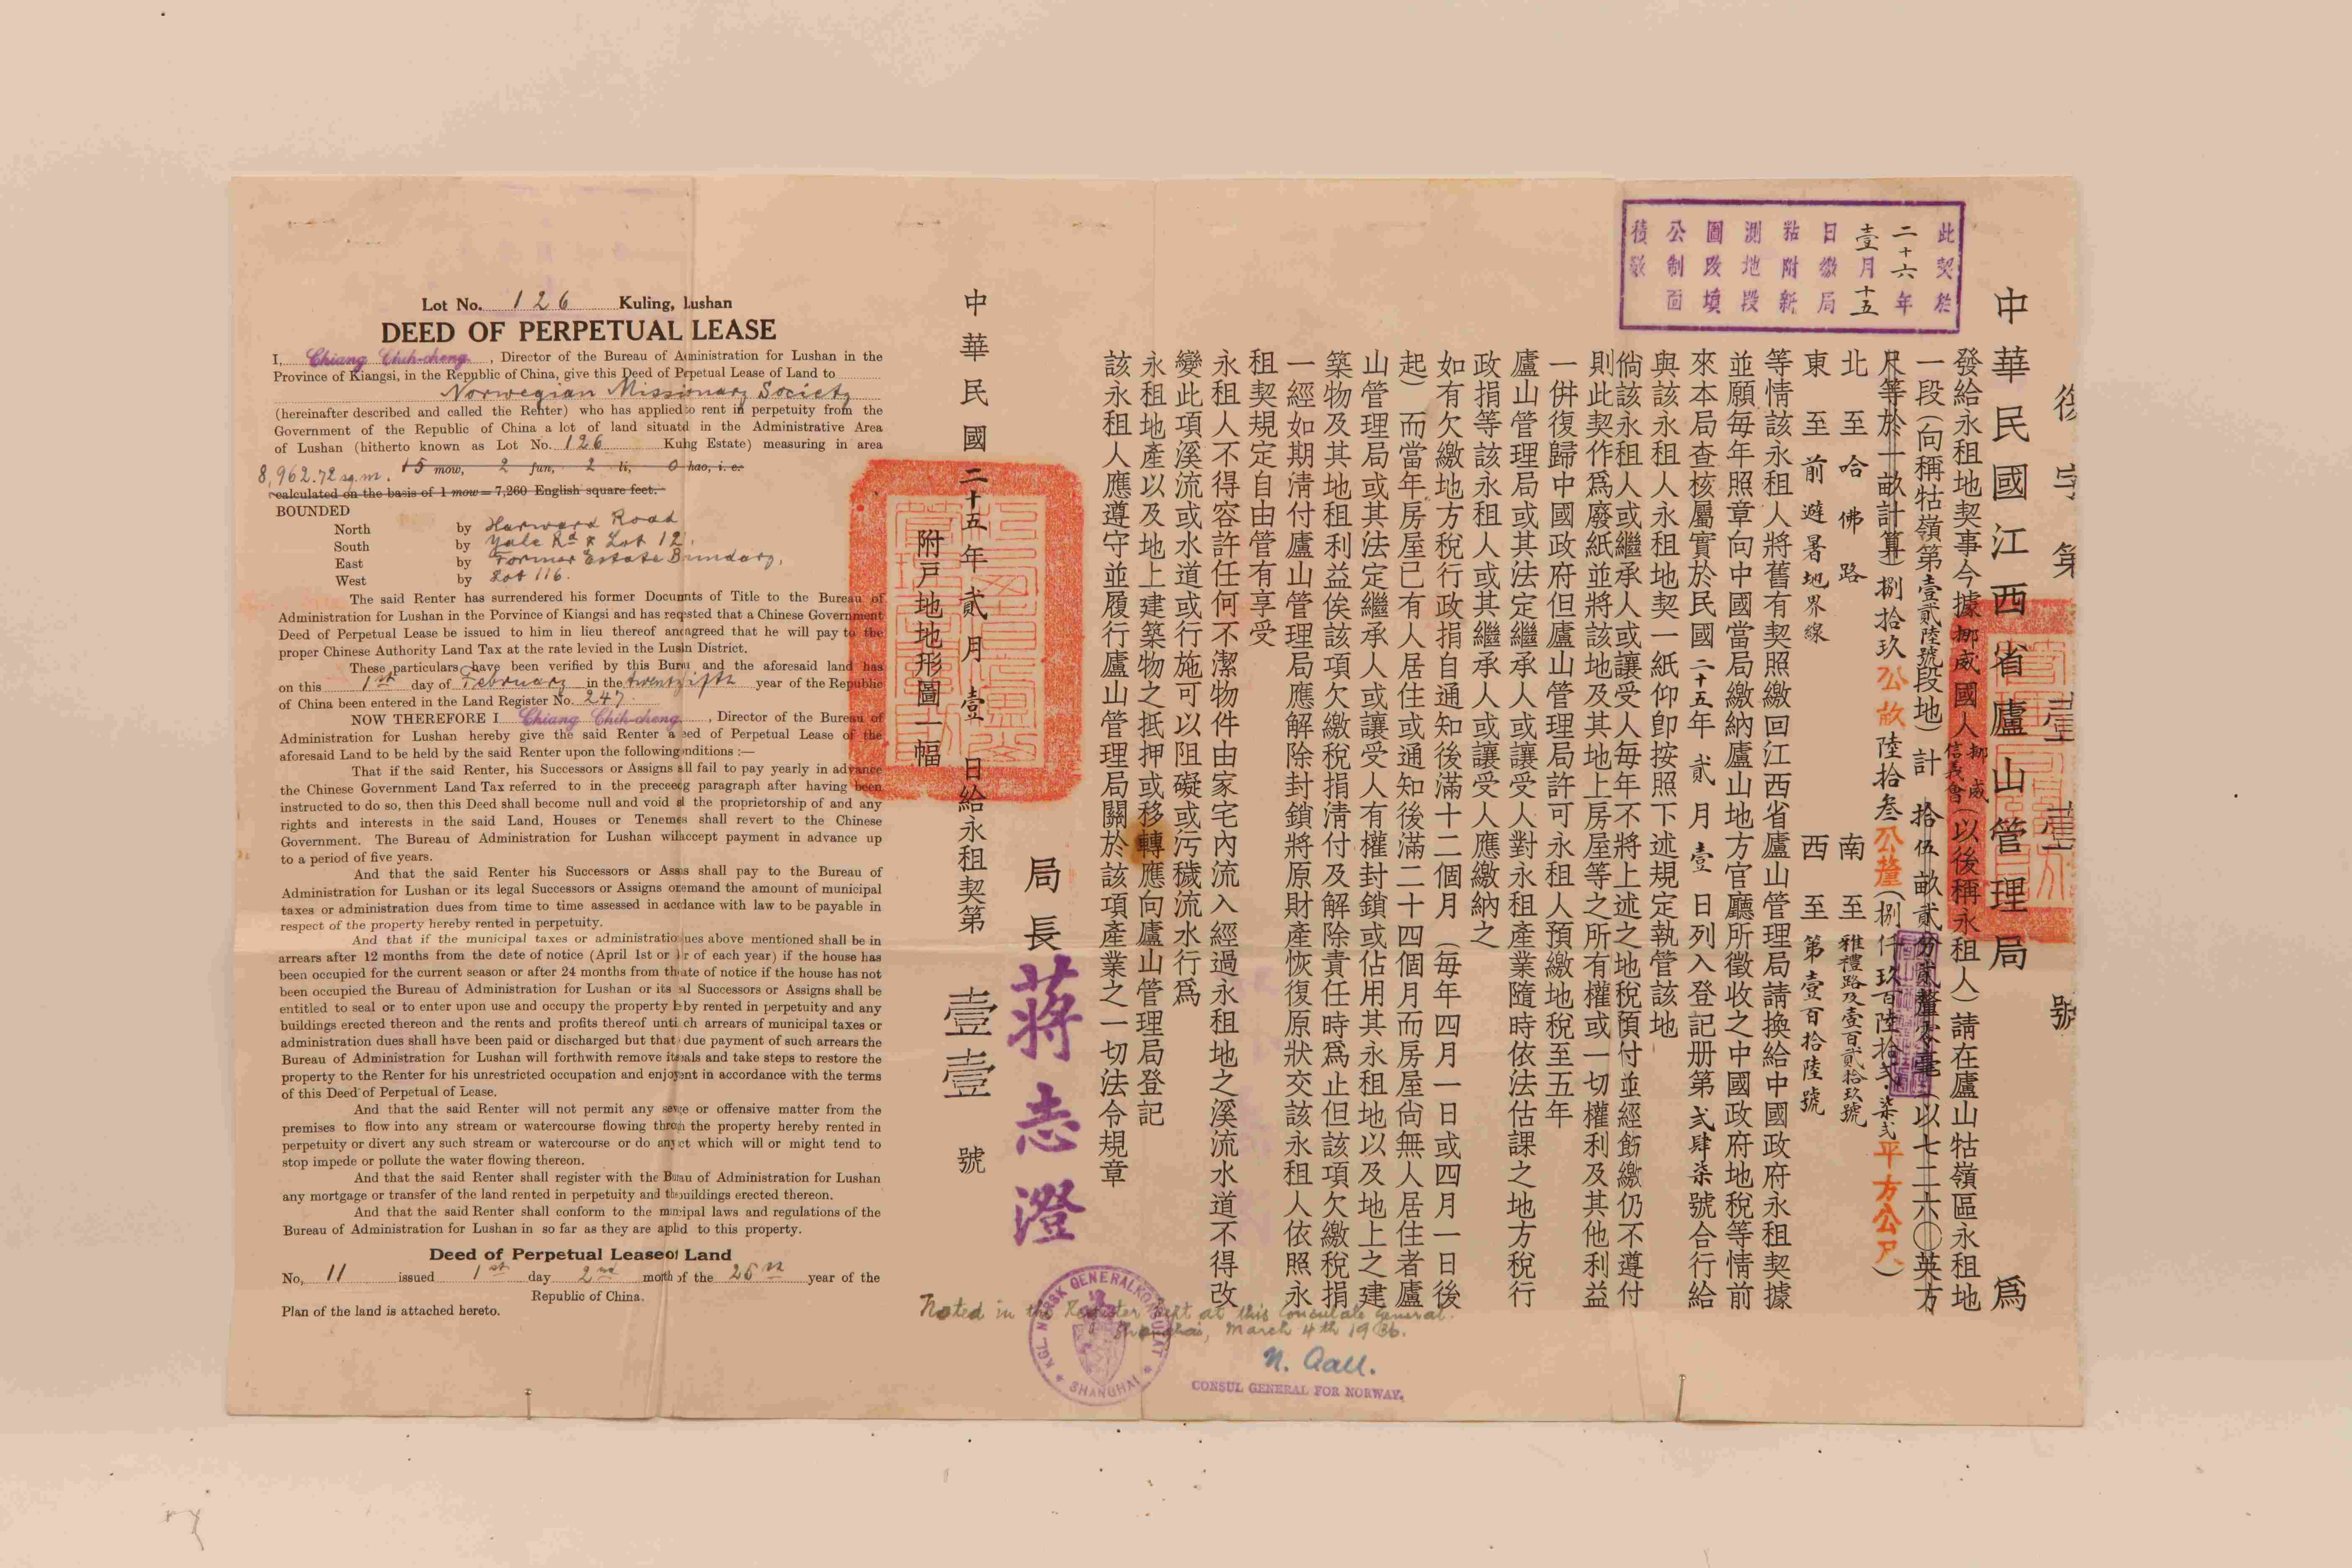 Lot No. 126 Kuling, Lushan
DEED OF PERPETUAL LEASE
I, Chiang Chih-cheng, Director of the Bureau of Administration for Lushan in the
Province of Kiangsi, in the Republic of China, give this Deed of Perpetual Lease of Land to
Norwegian Missionary Society
(hereinafter described and called the Renter) who has applied to rent in perpetuity from the
Government of the Republic of China a lot of land situatd in the Administrative Area
of Lushan (hitherto known as Lot No. 126 Estate) measuring in area
8,962.72 sq.m. 15 mow, 2 fun, 2 li, 0 hao, i. e.
calculated on the basis of 1 mow = 7,260 English square feet.
BOUNDED
North by Harward Road
South by Yale Rd & Lot 12
East by Former Estate Bundary.
West by Lot 116.
The said Renter has surrendered his former Documents of Title to the Bureau of
Administration for Lushan in the Porvince of Kiangsi and has requested that a Chinese Government
Deed of Perpetual Lease be issued to him in lieu thereof and agreed that he will pay to the
proper Chinese Authority Land Tax at the rate levied in the Lushan District.
These particulars have been verified by this Bureau and the aforesaid land has
on this 1st day of February in the twenty fifth year of the Republic
of China been entered in the Land Register No. 247
NOW THEREFORE I Chiang Chih-cheng, Director of the Bureau of
Administration for Lushan hereby give the said Renter a Deed of Perpetual Lease of the
aforesaid Land to be held by the said Renter upon the following conditions :—
That if the said Renter, his Successors or Assigns shall fail to pay yearly in advance
the Chinese Government Land Tax referred to in the preceeding paragraph after having been
instructed to do so, then this Deed shall become null and void and the proprietorship of and any
rights and interests in the said Land, Houses or Tenements shall revert to the Chinese
Government. The Bureau of Administration for Lushan will accept payment in advance up
to a period of five years.
And that the said Renter his Successors or Assigns shall pay to the Bureau of
Administration for Lushan or its legal Successors or Assigns on demand the amount of municipal
taxes or administration dues from time to time assessed in accordance with law to be payable in
respect of the property hereby rented in perpetuity.
And that if the municipal taxes or administration dues above mentioned shall be in
arrears after 12 months from the date of notice (April 1st or after of each year) if the house has
been occupied for the current season or after 24 months from the date of notice if the house has not
been occupied the Bureau of Administration for Lushan or its legal Successors or Assigns shall be
entitled to seal or to enter upon use and occupy the property hereby rented in perpetuity and any
buildings erected thereon and the rents and profits thereof until such arrears of municipal taxes or
administration dues shall have been paid or discharged but that due payment of such arrears the
Bureau of Administration for Lushan will forthwith remove its seals and take steps to restore the
property to the Renter for his unrestricted occupation and enjoyment in accordance with the terms
of this Deed of Perpetual of Lease.
And that the said Renter will not permit any sewage or offensive matter from the
premises to flow into any stream or watercourse flowing through the property hereby rented in
perpetuity or divert any such stream or watercourse or do any act which will or might tend to
stop impede or pollute the water flowing thereon.
And that the said Renter shall register with the Bureau of Administration for Lushan
any mortgage or transfer of the land rented in perpetuity and the buildings erected thereon.
And that the said Renter shall conform to the municipal laws and regulations of the
Bureau of Administration for Lushan in so far as they are applied to this property.
Deed of Perpetual Lease of Land
No, 11 issued 1st day 2nd month of the 25th year of the
Republic of China.
Plan of the land is attached hereto.
此契於
二十六年
壹月十五
日繳局
粘附新
測地段
圖改填
公制面
積
復字第壹壹號
中華民國江西省廬山管理局為
發給永租地契事今據挪威國人挪威信義會(以後稱永租人)請在廬山牯嶺區永租地
一段(向稱牯嶺第壹貳陸號段地)計拾伍畝貳分貳釐零毫(以七二六〇英方
尺等於一畝計算)捌拾玖公畝陸拾叁公釐(捌仟玖百陸拾弍.柒弍平方公尺)
北至哈佛路 南至雅禮路及壹百貳拾玖號
東至前避暑地界線 西至第壹百拾陸號
等情該永租人將舊有契照繳回江西省廬山管理局請換給中國政府永租契據
並願每年照章向中國當局繳納廬山地方官廳所徵收之中國政府地稅等情前
來本局查核屬實於民國二十五年貳月壹日列入登記册第弍肆柒號合行給
與該永租人永租地契一紙仰卽按照下述規定執管該地
倘該永租人或繼承人或讓受人每年不將上述之地稅預付並經飭繳仍不遵付
則此契作爲廢紙並將該地及其地上房屋等之所有權或一切權利及其他利益
一併復歸中國政府但廬山管理局許可永租人預繳地稅至五年
廬山管理局或其法定繼承人或讓受人對永租產業隨時依法估課之地方稅行
政捐等該永租人或其繼承人或讓受人應繳納之
如有欠繳地方稅行政捐自通知後滿十二個月(每年四月一日或四月一日後
起)而當年房屋已有人居住或通知後滿二十四個月而房屋尙無人居住者廬
山管理局或其法定繼承人或讓受人有權封鎖或佔用其永租地以及地上之建
築物及其地租利益俟該項欠繳稅捐淸付及解除責任時爲止但該項欠繳稅捐
一經如期淸付廬山管理局應解除封鎖將原財產恢復原狀交該永租人依照永
租契規定自由管有享受
永租人不得容許任何不潔物件由家宅內流入經過永租地之溪流水道不得改
變此項溪流或水道或行施可以阻礙或污穢流水行爲
永租地產以及地上建築物之抵押或移轉應向廬山管理局登記
該永租人應遵守並履行廬山管理局關於該項產業之一切法令規章
局長蔣志澄
中華民國二十五年貳月壹日給永租契第壹壹號
附戶地地形圖一幅
Noted in the Register kept at this Consulate General.
Shanghai, March 4th 1936.
N. Aall.
CONSUL GENERAL FOR NORWAY.
KGL. NORSK GENERALKONSULAT
SHANGHAI